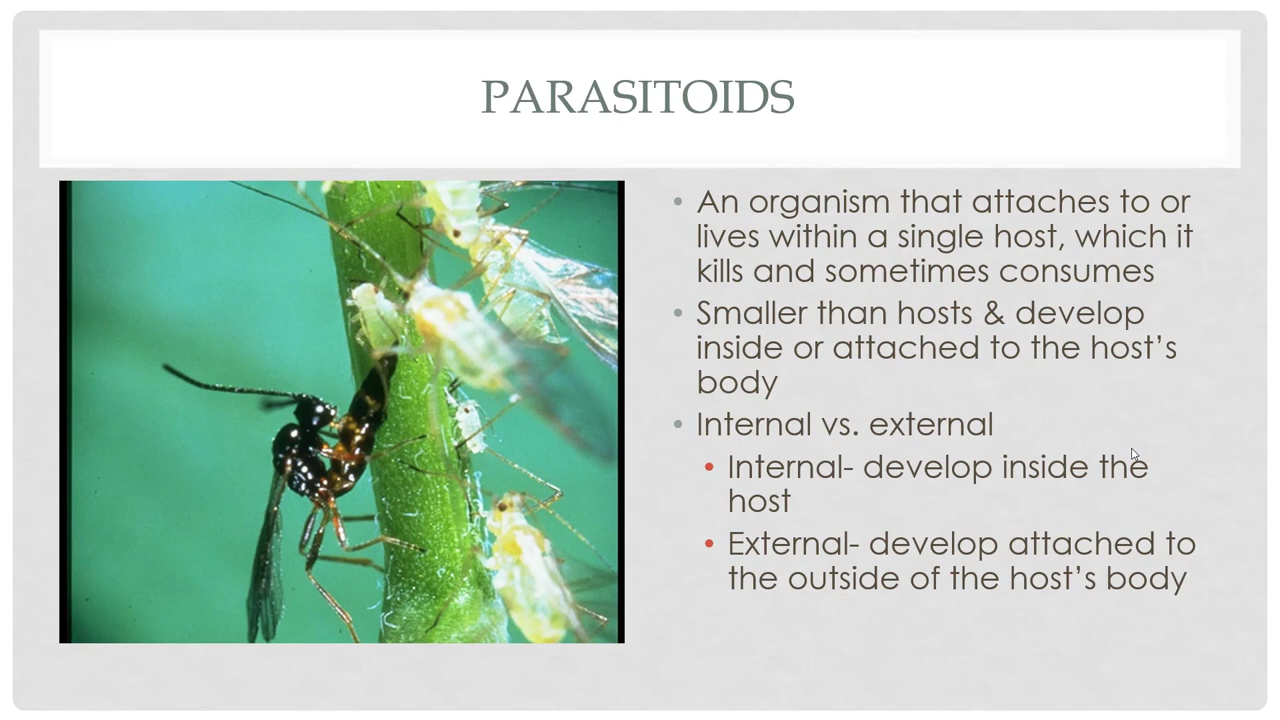 PARASITOIDS
• An organism that attaches to or
lives within a single host, which it
kills and sometimes consumes
• Smaller than hosts & develop
inside or attached to the host’s
body
• Internal vs. external
• Internal- develop inside the
host
• External- develop attached to
the outside of the host’s body